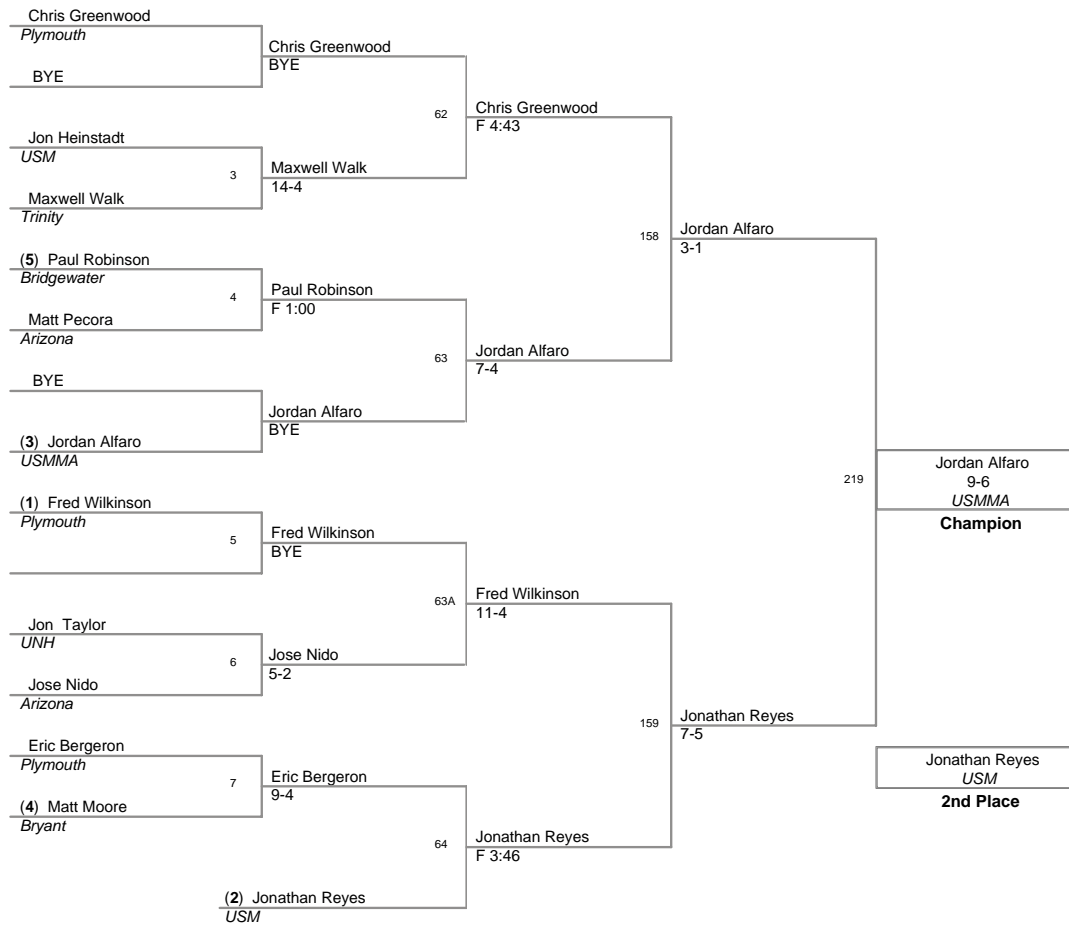 Chris Greenwood
Plymouth
BYE
Chris Greenwood
BYE
62
Chris Greenwood
F 4:43
Jon Heinstadt
USM
3
Maxwell Walk
14-4
Maxwell Walk
Trinity
158
Jordan Alfaro
3-1
(5) Paul Robinson
Bridgewater
4
Paul Robinson
F 1:00
Matt Pecora
Arizona
63
Jordan Alfaro
7-4
BYE
Jordan Alfaro
BYE
(3) Jordan Alfaro
USMMA
219
Jordan Alfaro
9-6
USMMA
Champion
(1) Fred Wilkinson
Plymouth
5
Fred Wilkinson
BYE
63A
Fred Wilkinson
11-4
Jon Taylor
UNH
6
Jose Nido
5-2
Jose Nido
Arizona
159
Jonathan Reyes
7-5
Eric Bergeron
Plymouth
7
Eric Bergeron
9-4
(4) Matt Moore
Bryant
64
Jonathan Reyes
F 3:46
(2) Jonathan Reyes
USM
Jonathan Reyes
USM
2nd Place